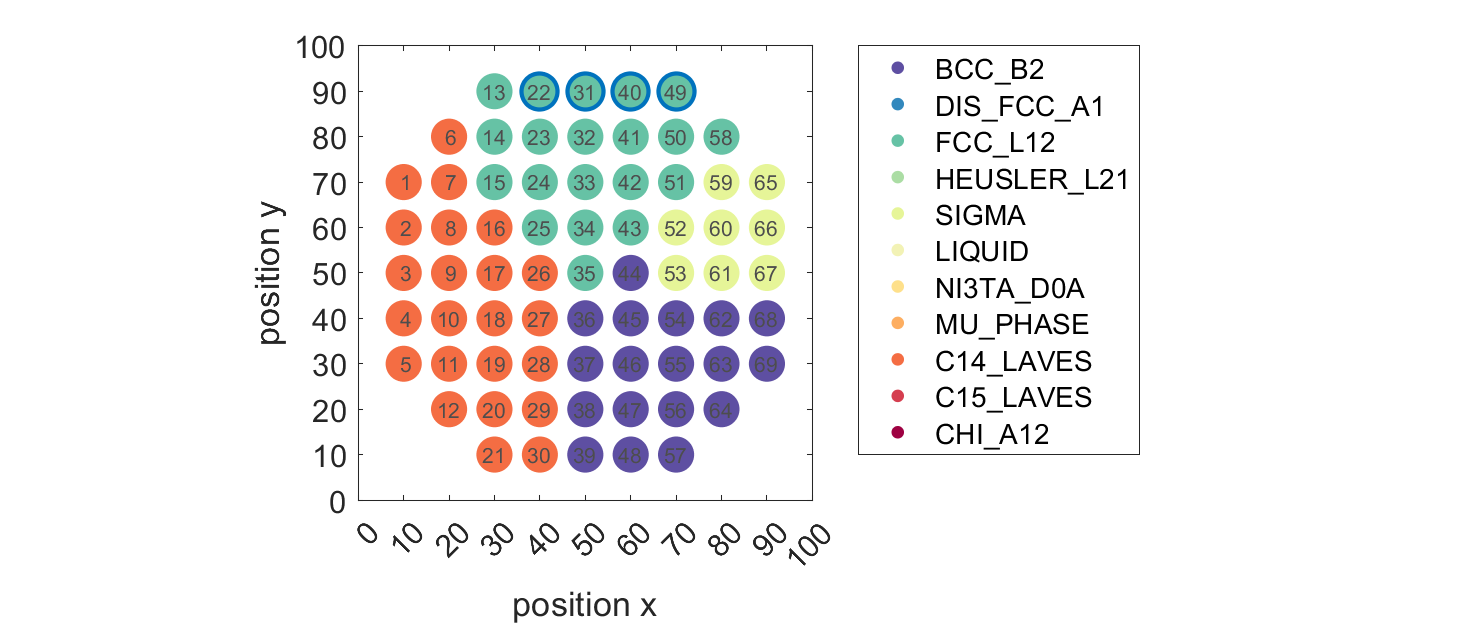 100
90
80
70
60
50
40
30
20
10
0
position y
13 22 31 40 49
6 14 23 32 41 50 58
1 7 15 24 33 42 51 59 65
2 8 16 25 34 43 52 60 66
3 9 17 26 35 44 53 61 67
4 10 18 27 36 45 54 62 68
5 11 19 28 37 46 55 63 69
12 20 29 38 47 56 64
21 30 39 48 57
0 10 20 30 40 50 60 70 80 90 100
position x
BCC_B2
DIS_FCC_A1
FCC_L12
HEUSLER_L21
SIGMA
LIQUID
NI3TA_D0A
MU_PHASE
C14_LAVES
C15_LAVES
CHI_A12